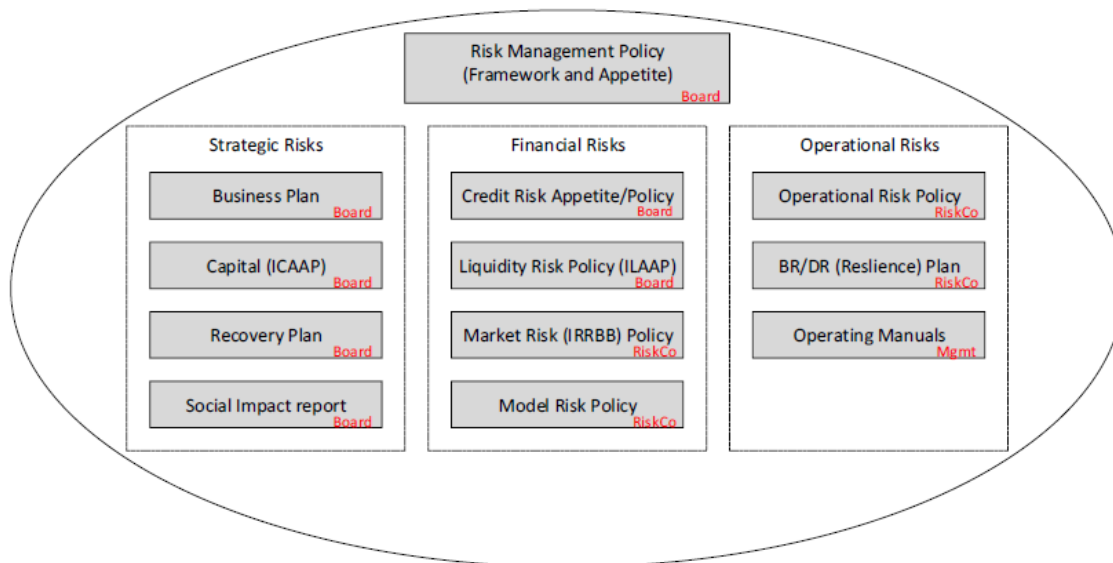 Risk Management Policy
(Framework and Appetite)
Board
Strategic Risks
Business Plan
Board
Capital (ICAAP)
Board
Recovery Plan
Board
Social Impact report
Board
Financial Risks
Credit Risk Appetite/Policy
Board
Liquidity Risk Policy (ILAAP)
Board
Market Risk (IRRBB) Policy
RiskCo
Model Risk Policy
RiskCo
Operational Risks
Operational Risk Policy
RiskCo
BR/DR (Reslience) Plan
RiskCo
Operating Manuals
Mgmt